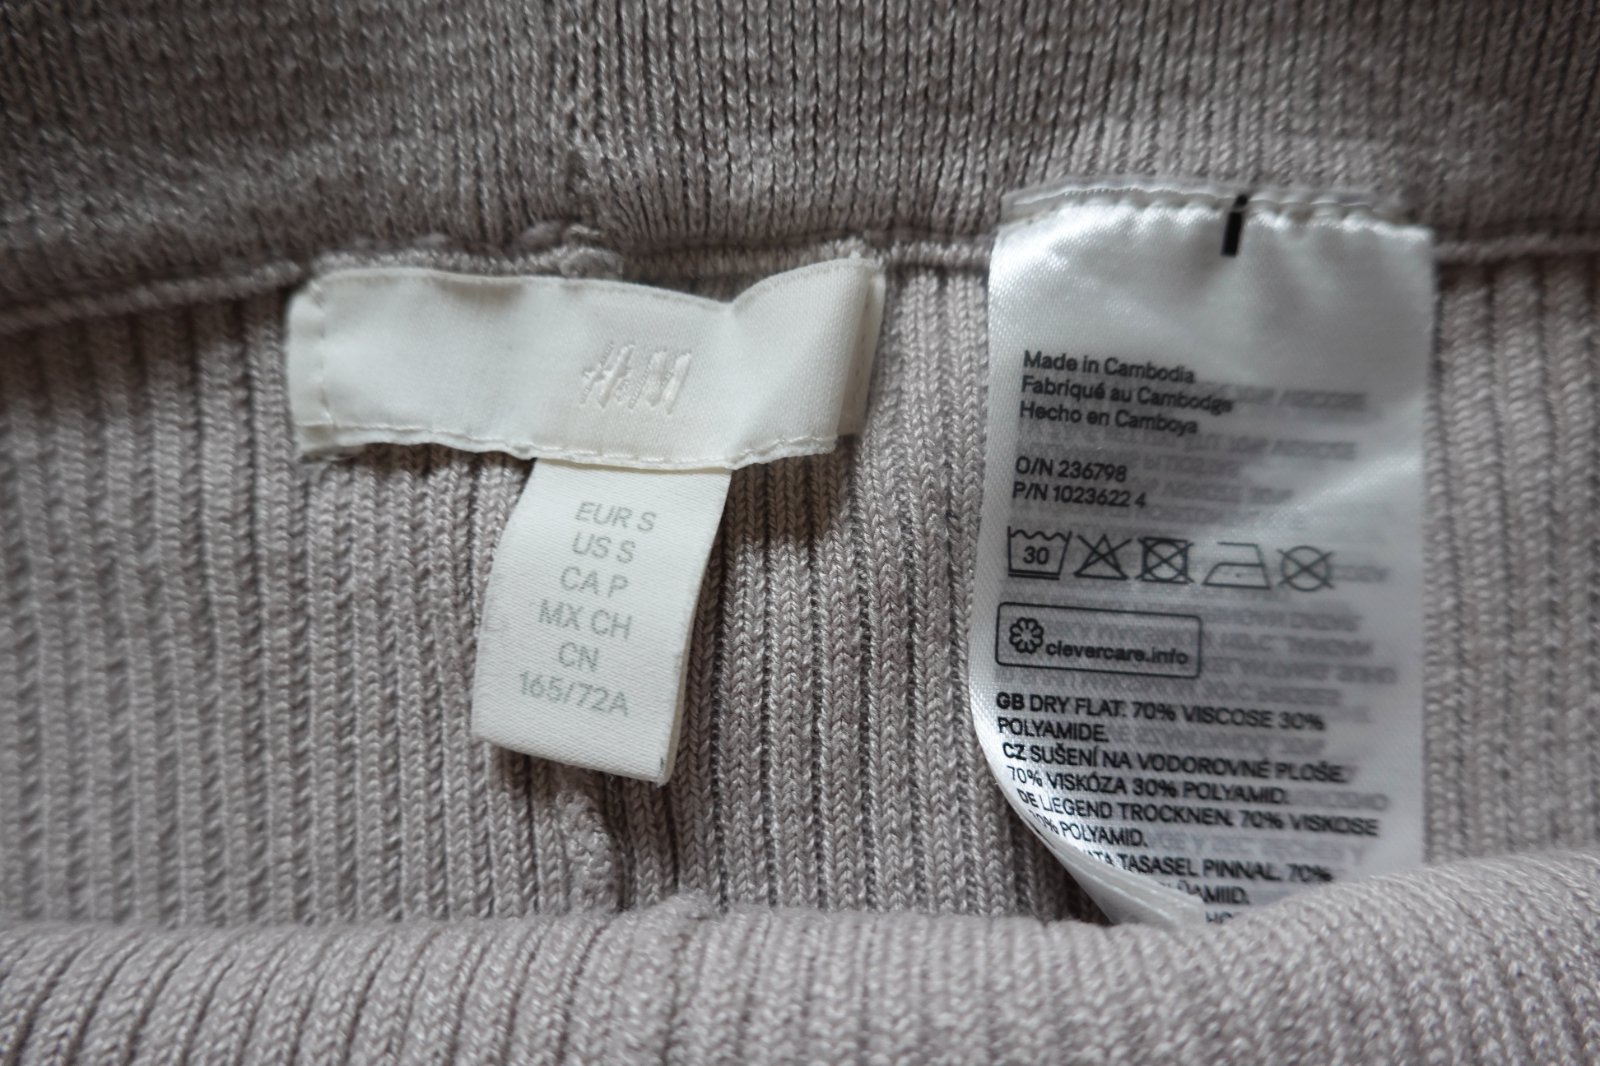 H&M
EUR S
US S
CA P
MX CH
CN
165/72A
Made in Cambodia
Fabriqué au Cambodge
Hecho en Camboya
O/N 236798
P/N 1023622 4
30
clevercare.info
GB DRY FLAT. 70% VISCOSE 30%
POLYAMIDE.
CZ SUŠENÍ NA VODOROVNÉ PLOŠE.
70% VISKÓZA 30% POLYAMID.
DE LIEGEND TROCKNEN. 70% VISKOSE
POLYAMID.
TASASEL PINNAL. 70%